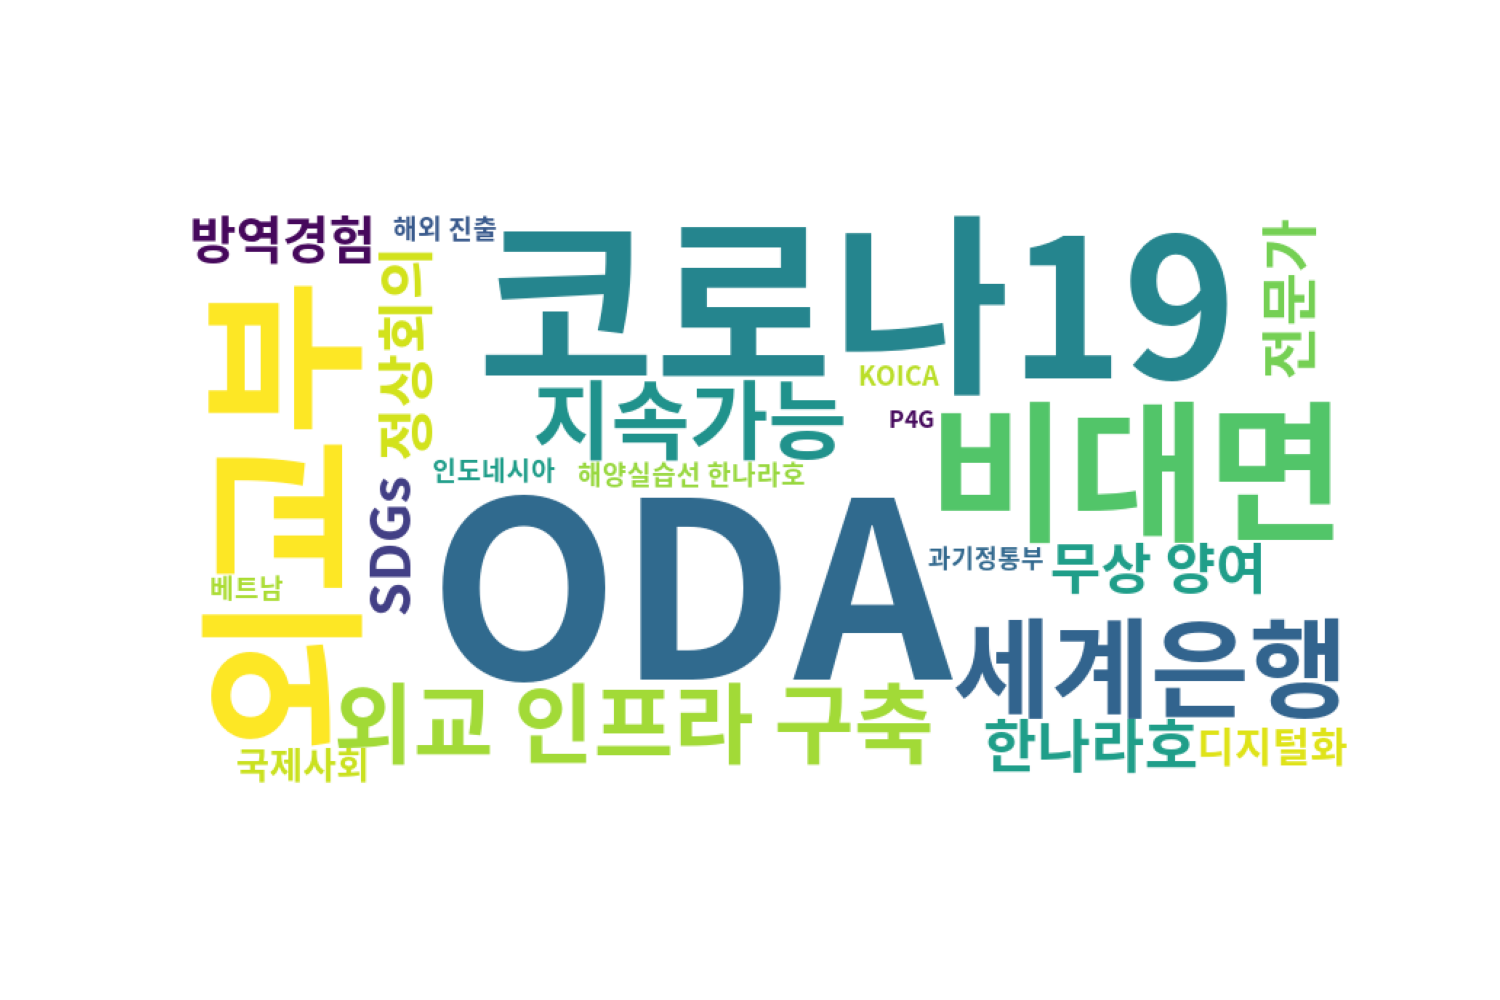 방역경험
해외 진출
코로나19
전문가
외교부
정상회의
KOICA
지속가능
P4G
비대면
인도네시아
해양실습선 한나라호
SDGs
ODA
과기정통부
무상 양여
베트남
세계은행
외교 인프라 구축
한나라호
디지털화
국제사회